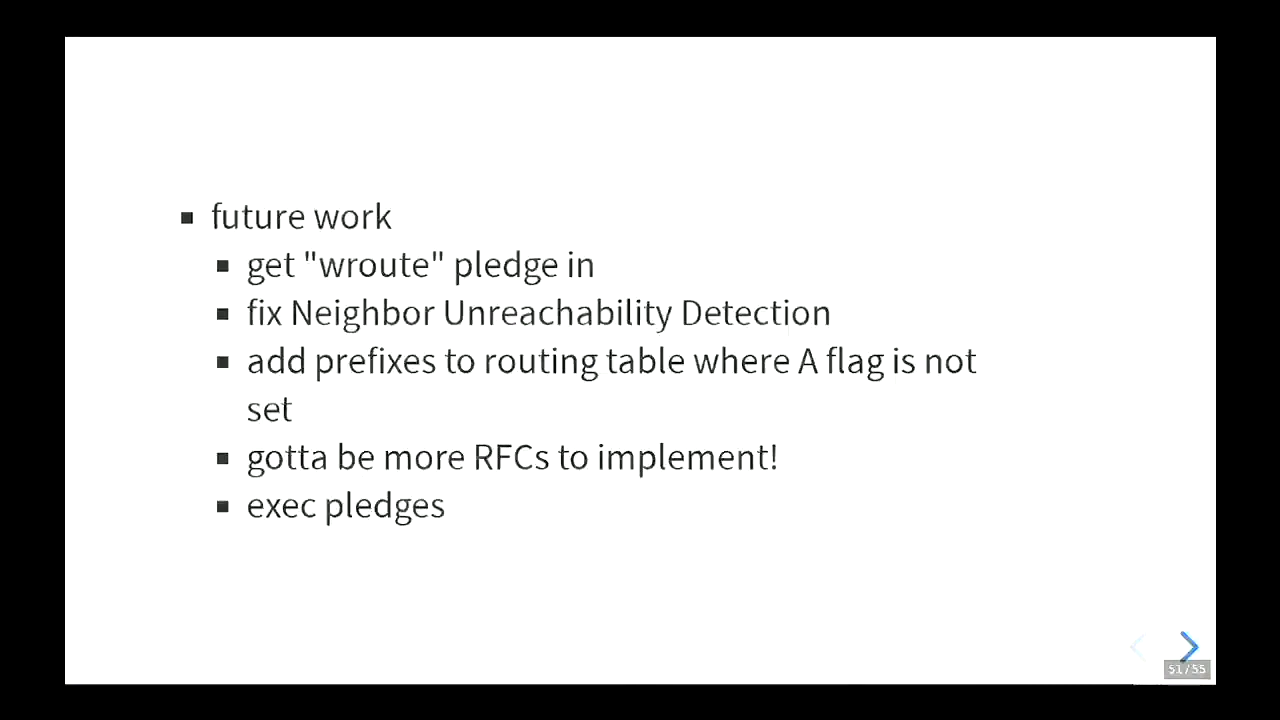 future work
get "wroute" pledge in
fix Neighbor Unreachability Detection
add prefixes to routing table where A flag is not
set
gotta be more RFCs to implement!
exec pledges
51/55